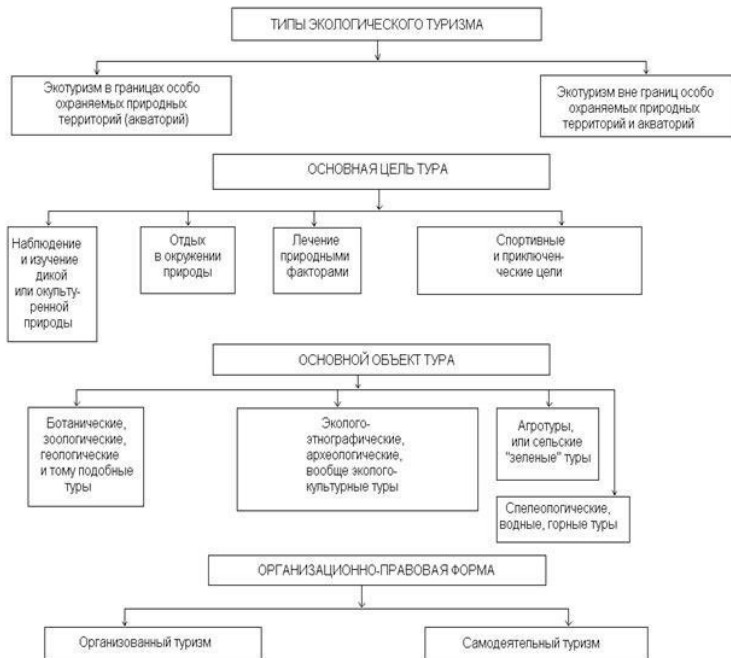 ТИПЫ ЭКОЛОГИЧЕСКОГО ТУРИЗМА
Экотуризм в границах особо
охраняемых природных
территорий (акваторий)
Экотуризм вне границ особо
охраняемых природных
территорий и акваторий
ОСНОВНАЯ ЦЕЛЬ ТУРА
Наблюдение
и изучение
дикой
или окульту-
ренной
природы
Отдых
в окружении
природы
Лечение
природными
факторами
Спортивные
и приключен-
ческие цели
ОСНОВНОЙ ОБЪЕКТ ТУРА
Ботанические,
зоологические,
геологические
и тому подобные
туры
Эколого-
этнографические,
археологические,
вообще эколого-
культурные туры
Агротуры,
или сельские
"зеленые" туры
Спелеологические,
водные, горные туры
ОРГАНИЗАЦИОННО-ПРАВОВАЯ ФОРМА
Организованный туризм
Самодеятельный туризм